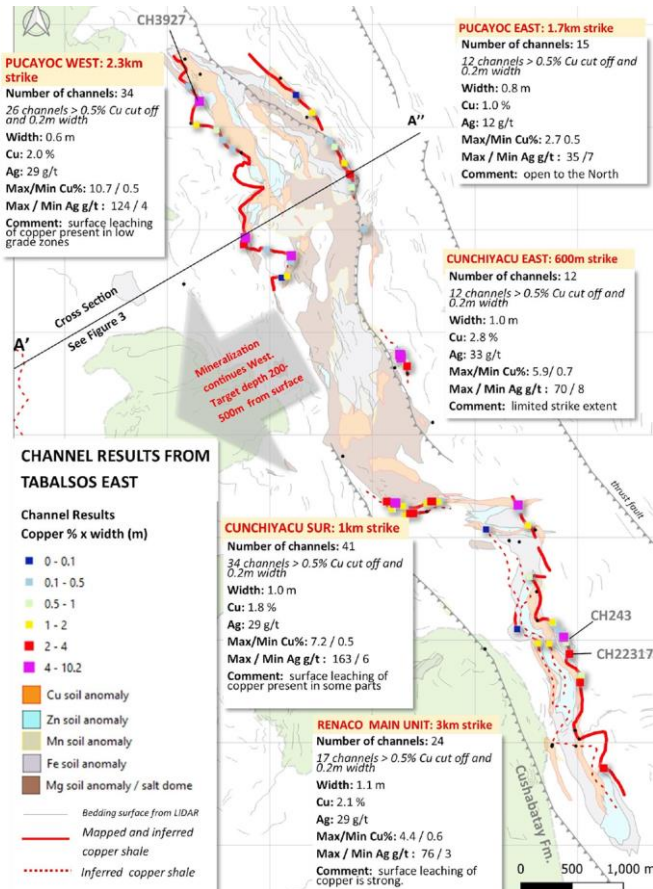 CH3927
PUCAYOC WEST: 2.3km
strike
Number of channels: 34
26 channels > 0.5% Cu cut off
and 0.2m width
Width: 0.6 m
Cu: 2.0 %
Ag: 29 g/t
Max/Min Cu%: 10.7 / 0.5
Max / Min Ag g/t : 124 / 4
Comment: surface leaching
of copper present in low
grade zones
PUCAYOC EAST: 1.7km strike
Number of channels: 15
12 channels > 0.5% Cu cut off and
0.2m width
Width: 0.8 m
Cu: 1.0 %
Ag: 12 g/t
Max/Min Cu%: 2.7 0.5
Max / Min Ag g/t : 35 /7
Comment: open to the North
A''
CUNCHIYACU EAST: 600m strike
Number of channels: 12
12 channels > 0.5% Cu cut off and
0.2m width
Width: 1.0 m
Cu: 2.8 %
Ag: 33 g/t
Max/Min Cu%: 5.9/ 0.7
Max / Min Ag g/t : 70 / 8
Comment: limited strike extent
Cross Section
See Figure 3
A'
Mineralization
continues West.
Target depth 200-
500m from surface
thrust fault
CHANNEL RESULTS FROM
TABALSOS EAST
Channel Results
Copper % x width (m)
0 - 0.1
0.1 - 0.5
0.5 - 1
1 - 2
2 - 4
4 - 10.2
Cu soil anomaly
Zn soil anomaly
Mn soil anomaly
Fe soil anomaly
Mg soil anomaly / salt dome
Bedding surface from LIDAR
Mapped and inferred
copper shale
Inferred copper shale
CUNCHIYACU SUR: 1km strike
Number of channels: 41
34 channels > 0.5% Cu cut off and
0.2m width
Width: 1.0 m
Cu: 1.8 %
Ag: 29 g/t
Max/Min Cu%: 7.2 / 0.5
Max / Min Ag g/t : 163 / 6
Comment: surface leaching of
copper present in some parts
CH243
CH22317
RENACO MAIN UNIT: 3km strike
Number of channels: 24
17 channels > 0.5% Cu cut off and
0.2m width
Width: 1.1 m
Cu: 2.1 %
Ag: 29 g/t
Max/Min Cu%: 4.4 / 0.6
Max / Min Ag g/t : 76 / 3
Comment: surface leaching of
copper is strong.
Cushabatay Fm.
0 500 1,000 m